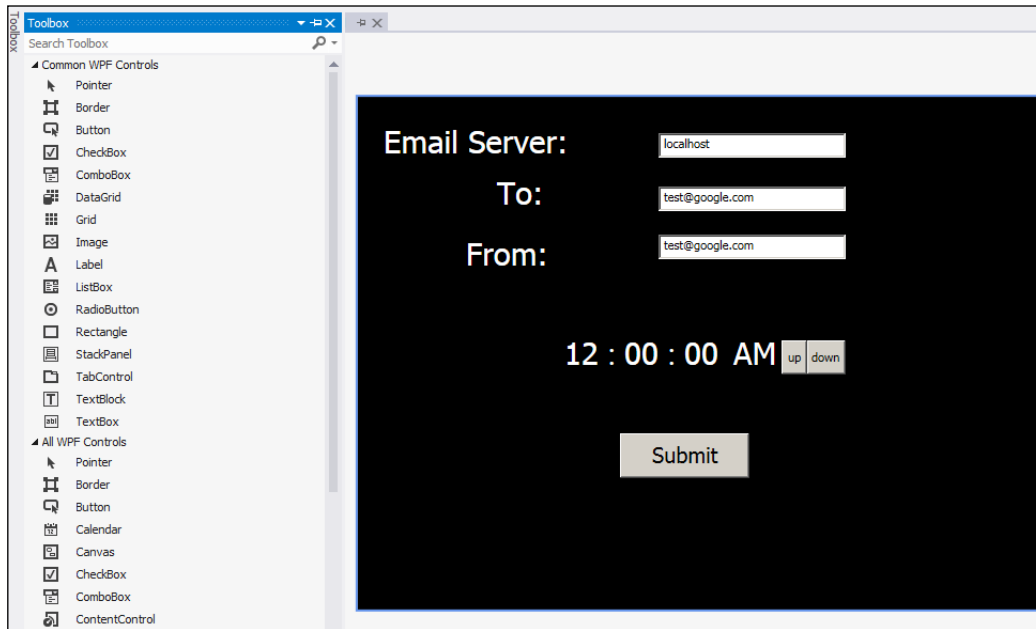 Toolbox
Toolbox
Search Toolbox
Common WPF Controls
Pointer
Border
Button
CheckBox
ComboBox
DataGrid
Grid
Image
Label
ListBox
RadioButton
Rectangle
StackPanel
TabControl
TextBlock
TextBox
All WPF Controls
Pointer
Border
Button
Calendar
Canvas
CheckBox
ComboBox
ContentControl
Email Server: localhost
To: test@google.com
From: test@google.com
12 : 00 : 00 AM up down
Submit